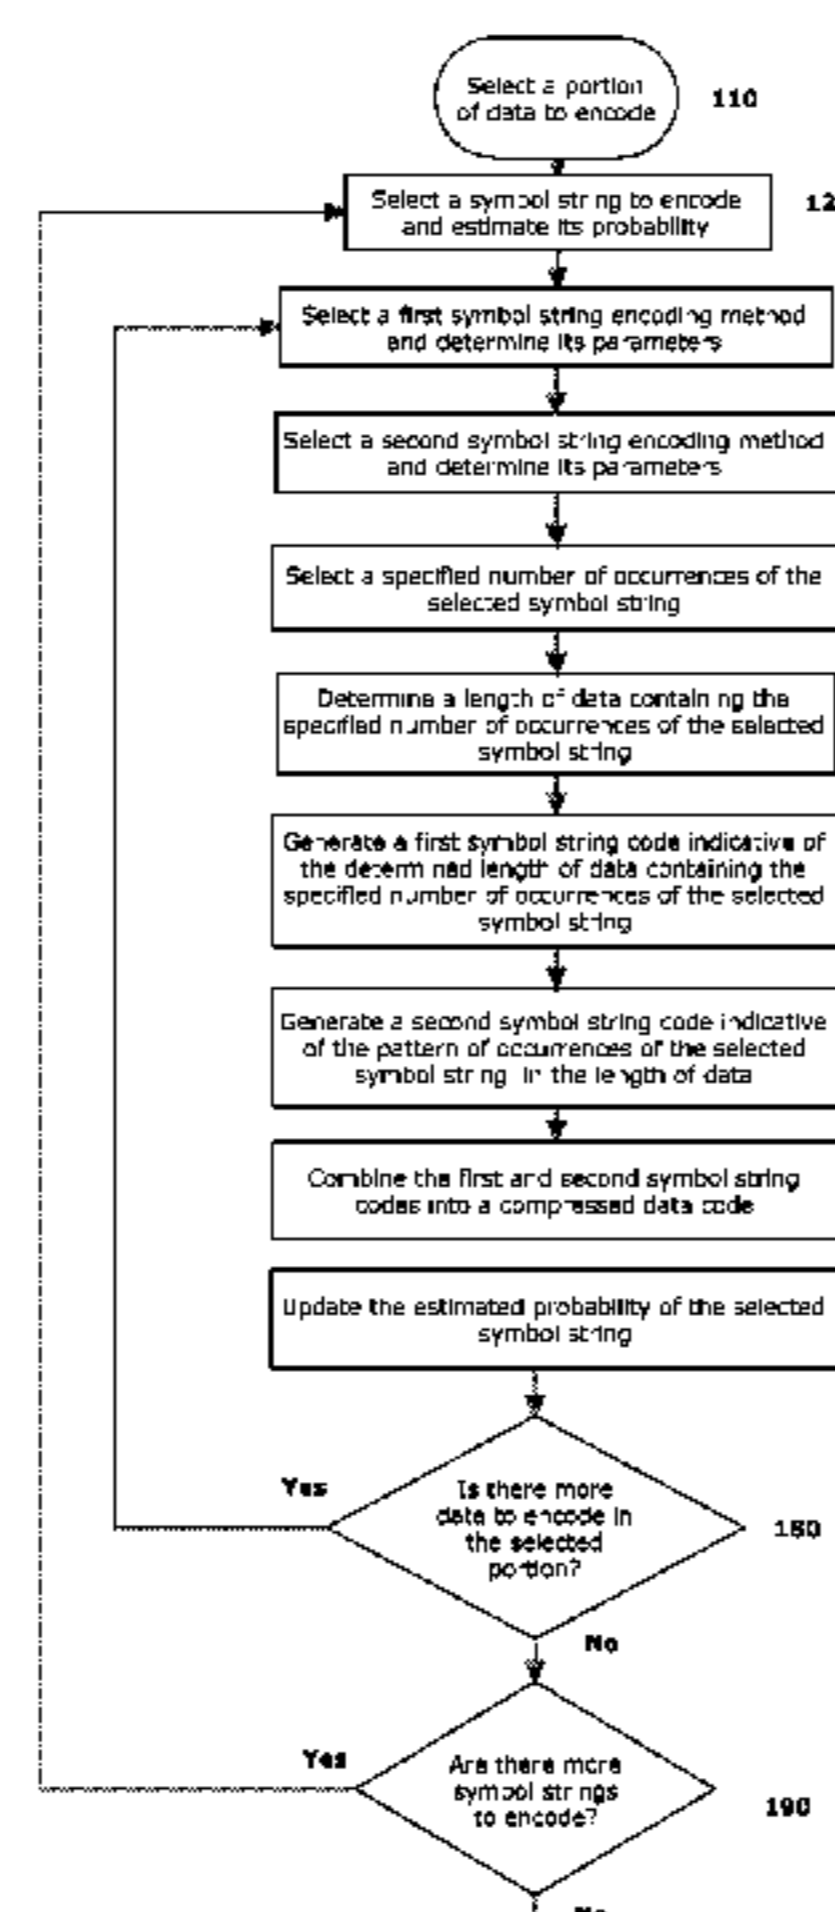 Select a portion
of data to encode
110
Select a symbol string to encode
and estimate its probability
12
Select a first symbol string encoding method
and determine its parameters
Select a second symbol string encoding method
and determine its parameters
Select a specified number of occurrences of the
selected symbol string
Determine a length of data containing the
specified number of occurrences of the selected
symbol string
Generate a first symbol string code indicative of
the determined length of data containing the
specified number of occurrences of the selected
symbol string
Generate a second symbol string code indicative
of the pattern of occurrences of the selected
symbol string in the length of data
Combine the first and second symbol string
codes into a compressed data code
Update the estimated probability of the selected
symbol string
Yes
Is there more
data to encode in
the selected
portion?
180
No
Yes
Are there more
symbol strings
to encode?
190